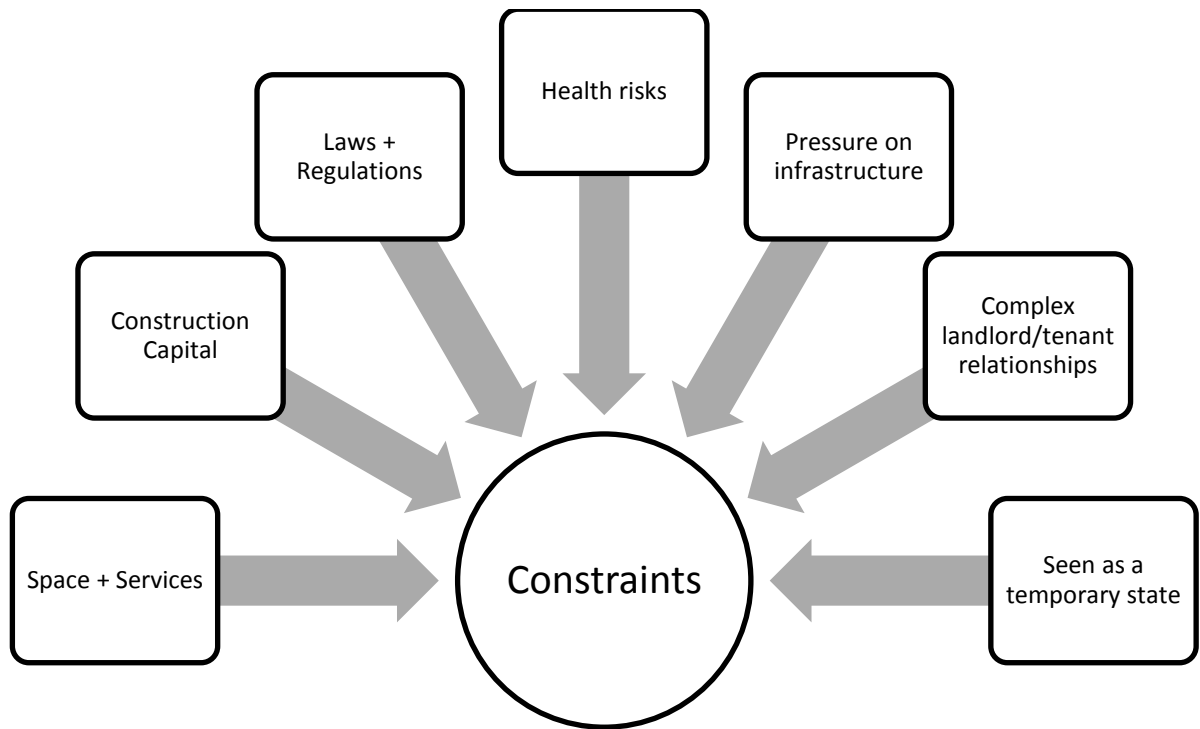 Health risks
Laws +
Regulations
Pressure on
infrastructure
Construction
Capital
Complex
landlord/tenant
relationships
Space + Services
Constraints
Seen as a
temporary state